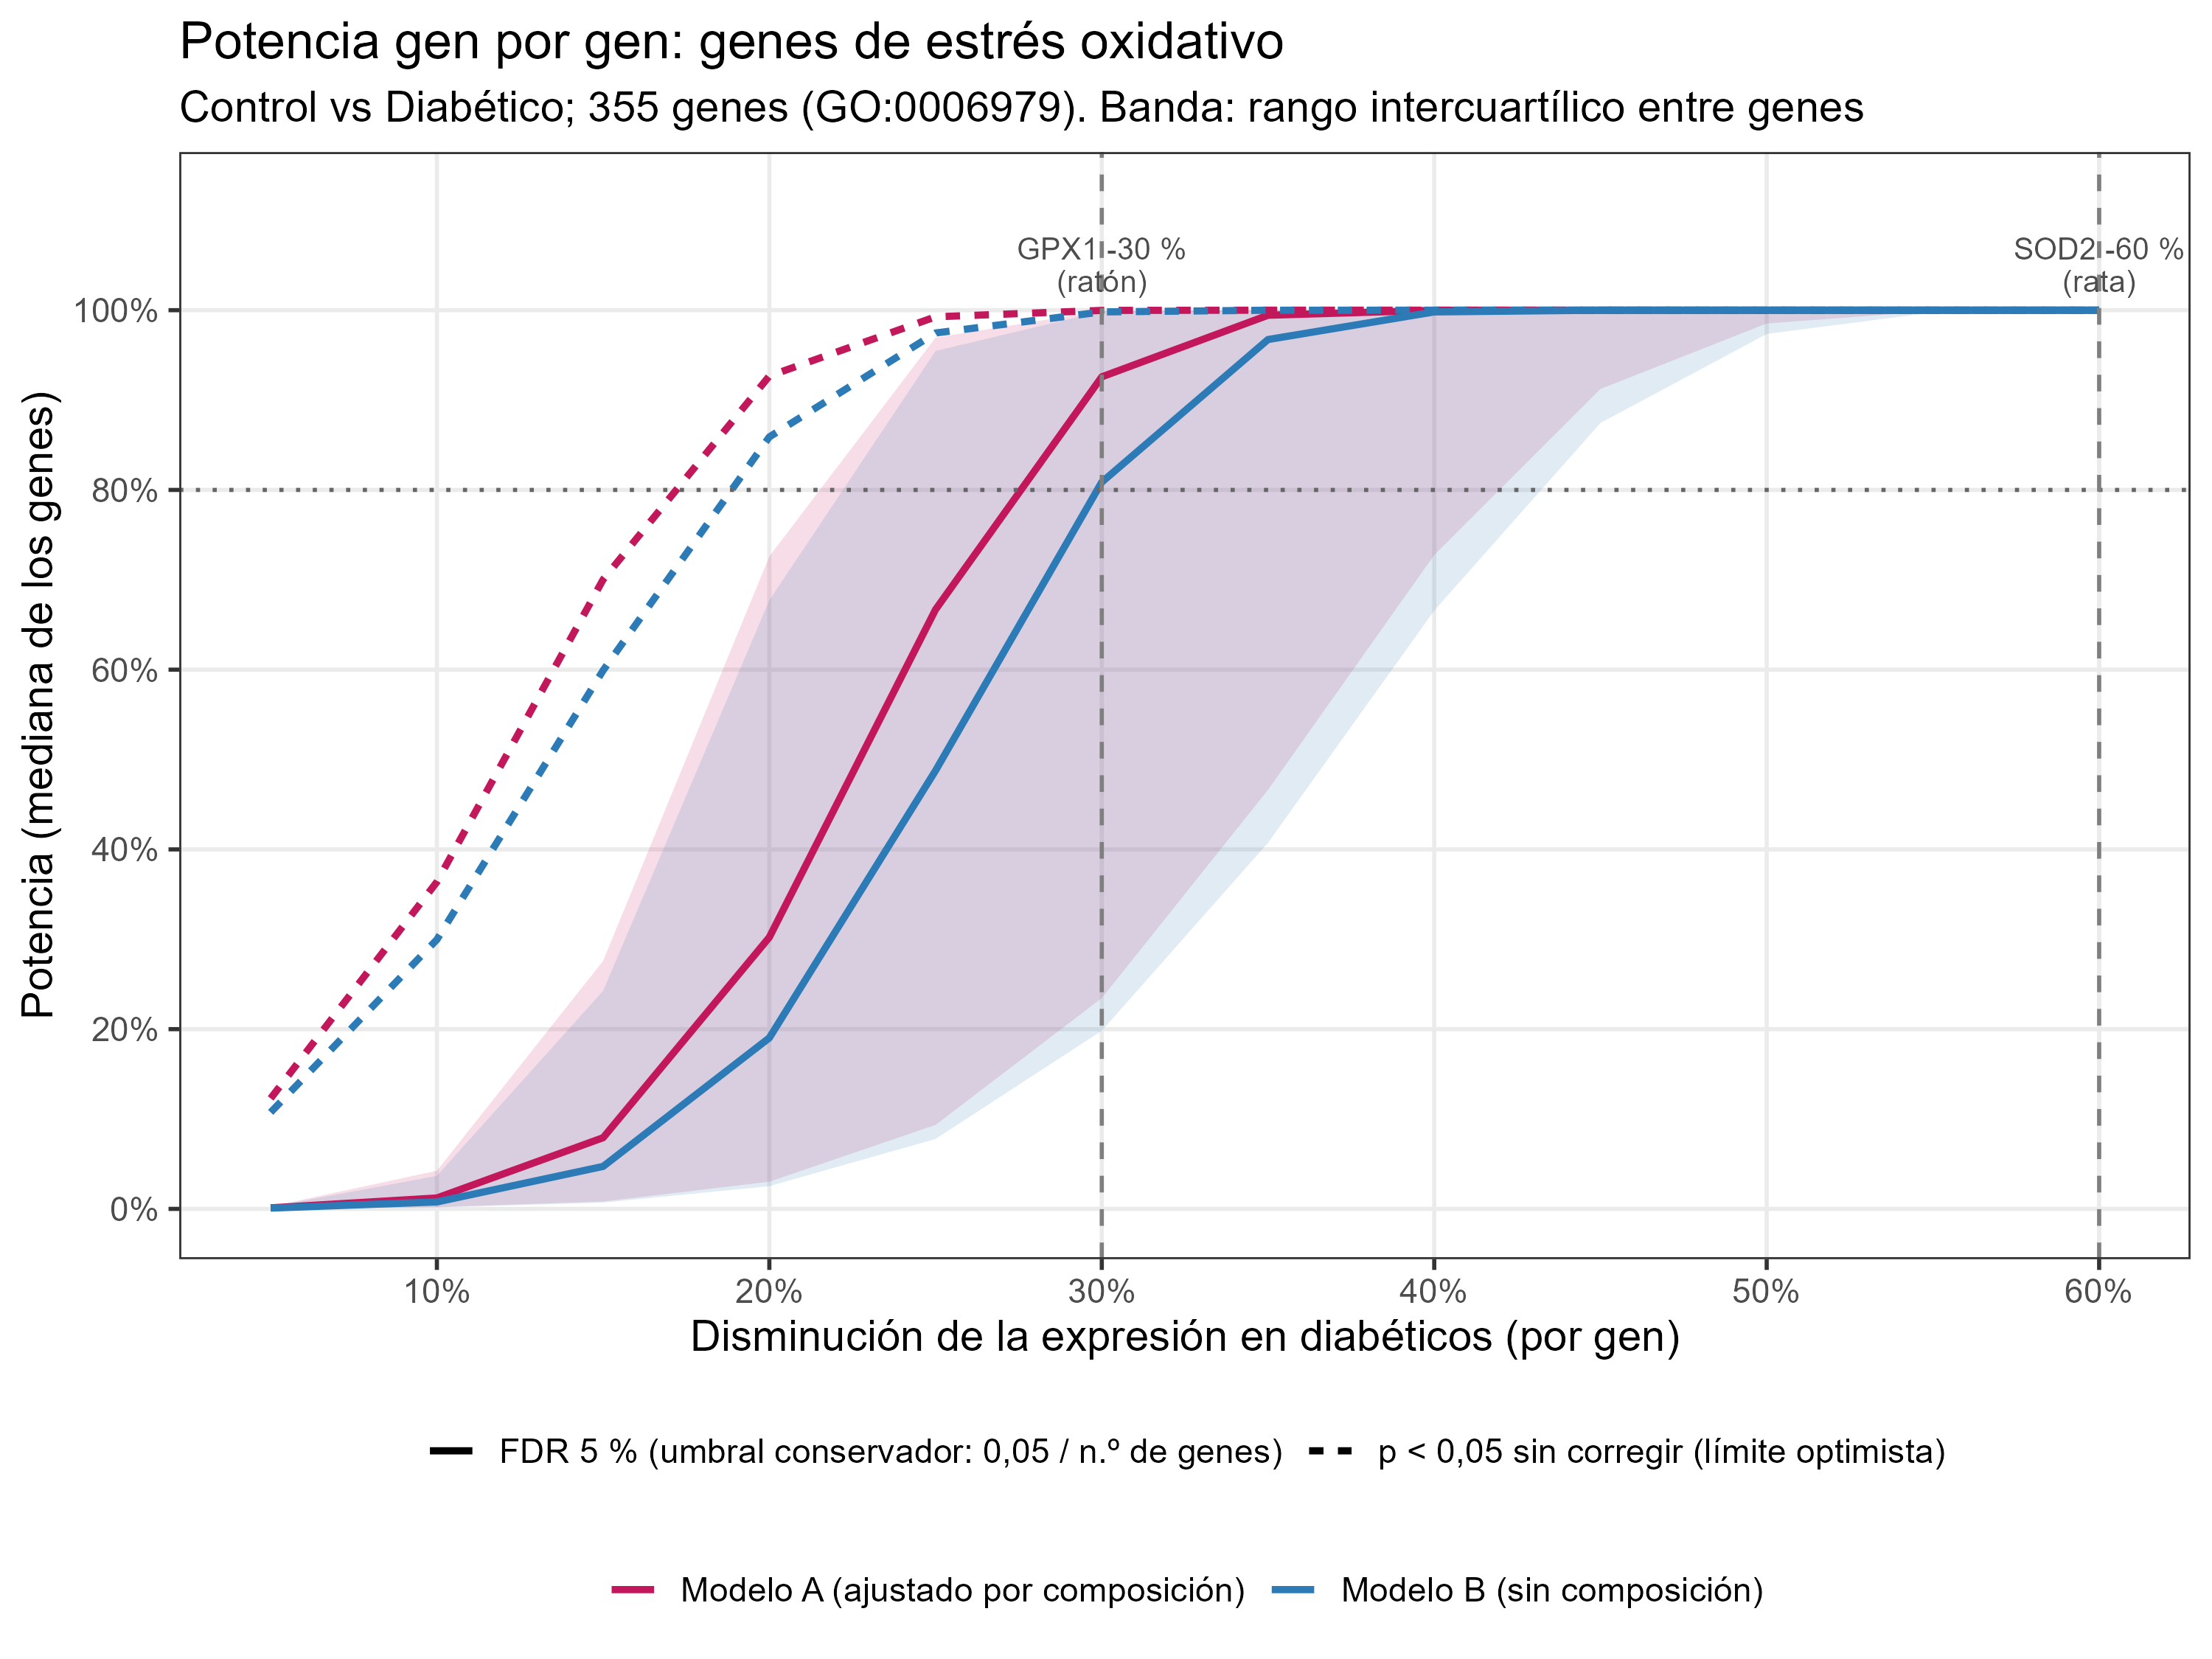 Potencia gen por gen: genes de estrés oxidativo
Control vs Diabético; 355 genes (GO:0006979). Banda: rango intercuartílico entre genes
Potencia (mediana de los genes)
GPX1 -30 %
(ratón)
SOD2 -60 %
(rata)
100%
80%
60%
40%
20%
0%
10%
20%
30%
40%
50%
60%
Disminución de la expresión en diabéticos (por gen)
FDR 5 % (umbral conservador: 0,05 / n.º de genes)
p < 0,05 sin corregir (límite optimista)
Modelo A (ajustado por composición)
Modelo B (sin composición)